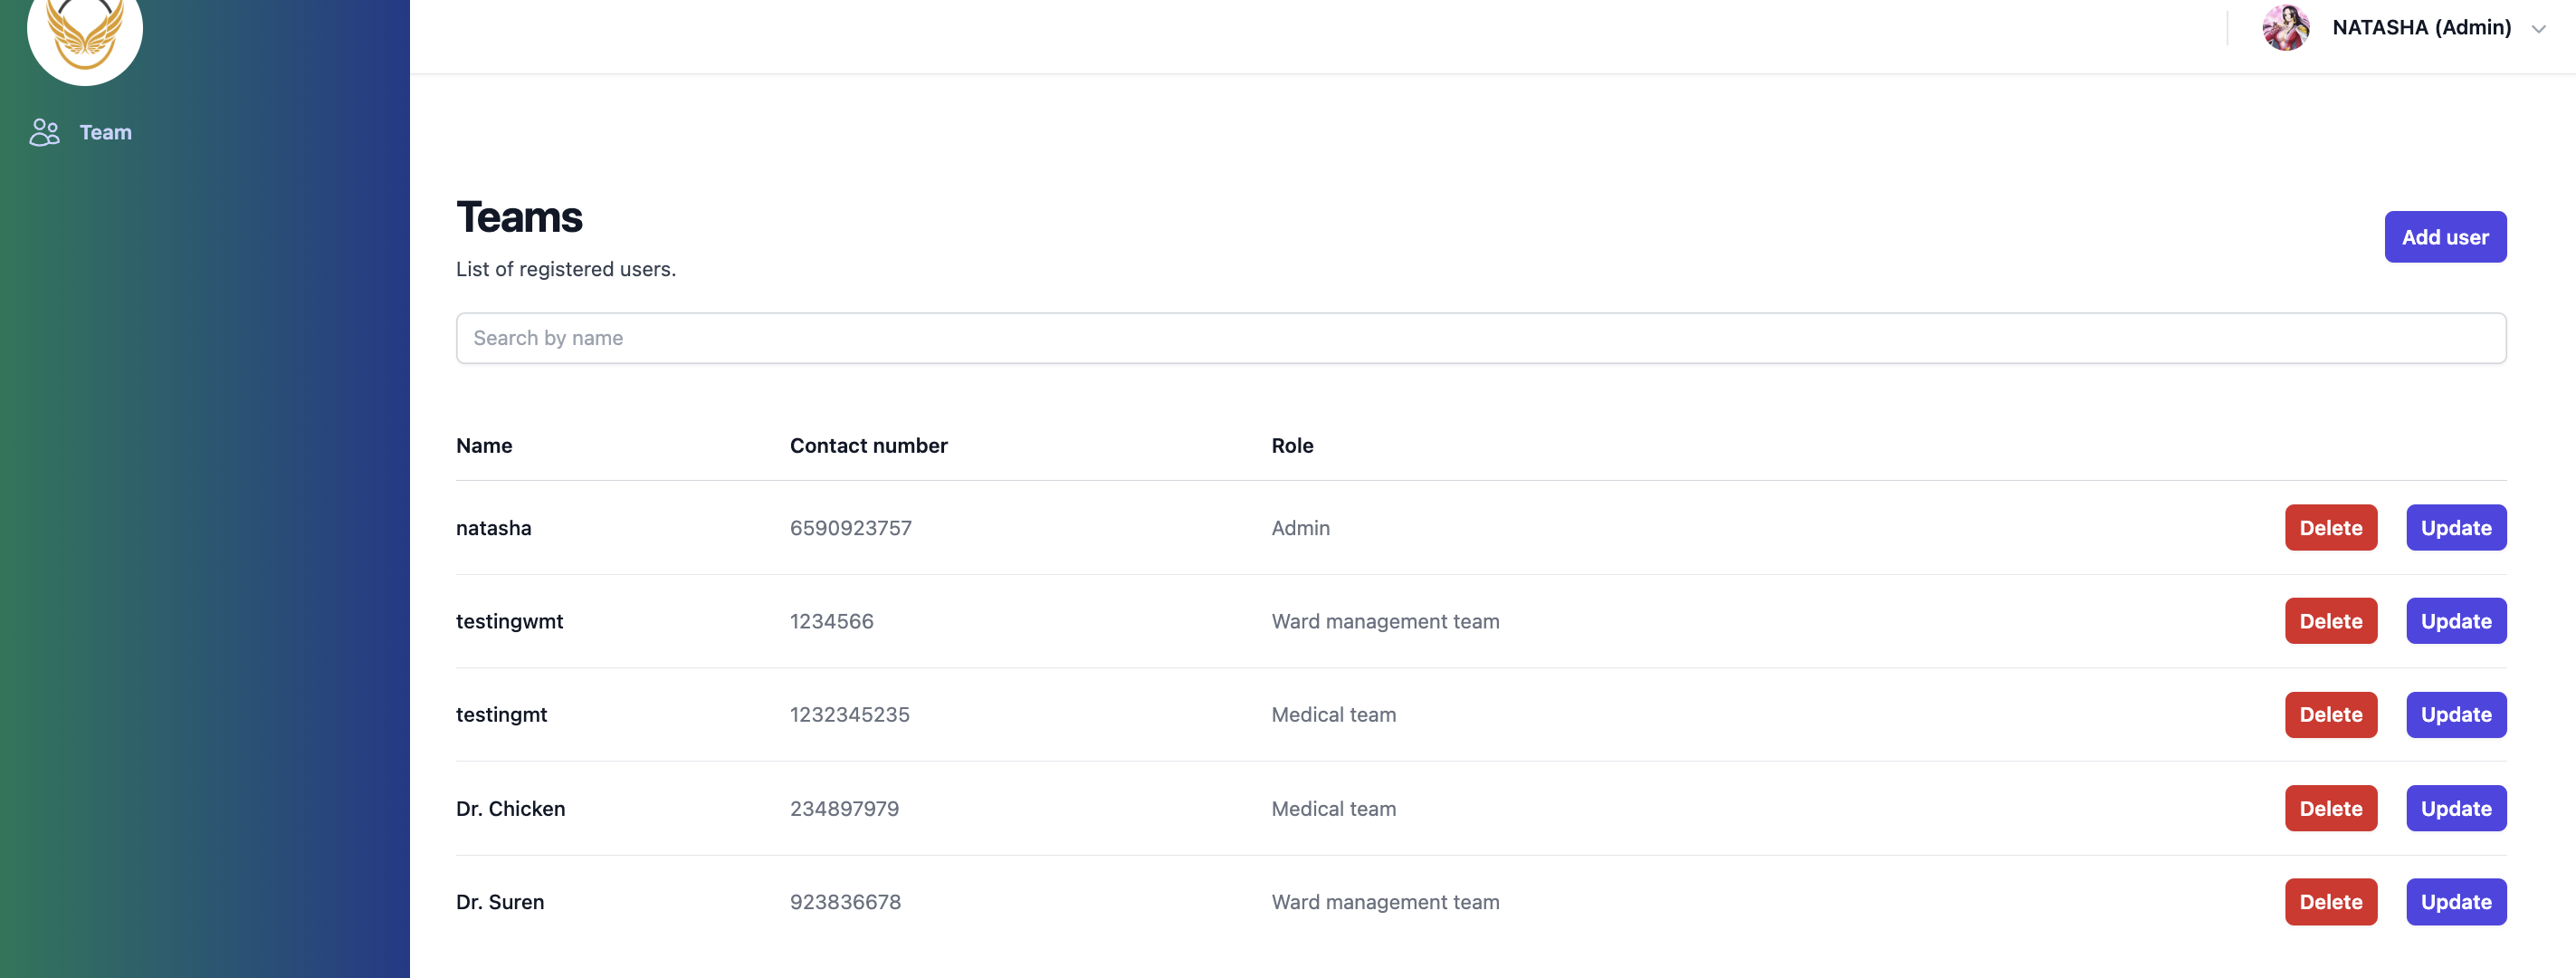 NATASHA (Admin)
Team
Teams
List of registered users.
Add user
Search by name
Name Contact number Role
natasha 6590923757 Admin Delete Update
testingwmt 1234566 Ward management team Delete Update
testingmt 1232345235 Medical team Delete Update
Dr. Chicken 234897979 Medical team Delete Update
Dr. Suren 923836678 Ward management team Delete Update